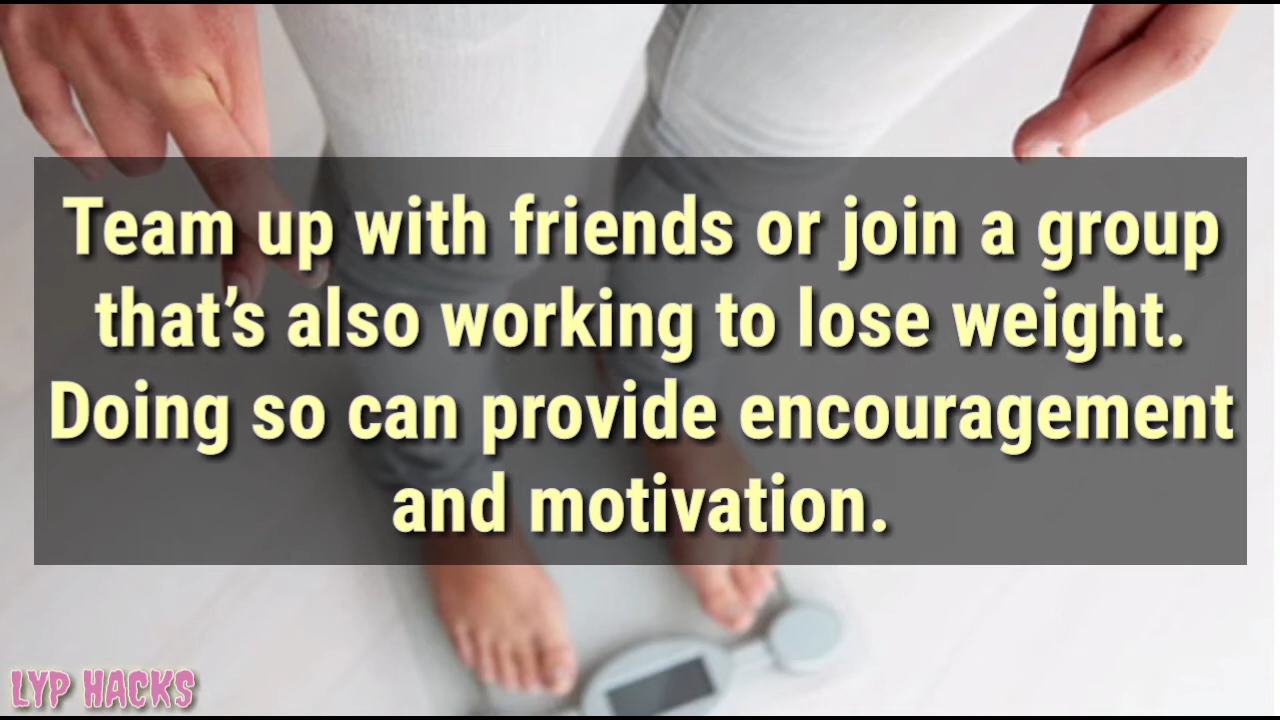 Team up with friends or join a group
that’s also working to lose weight.
Doing so can provide encouragement
and motivation.
LYP HACKS